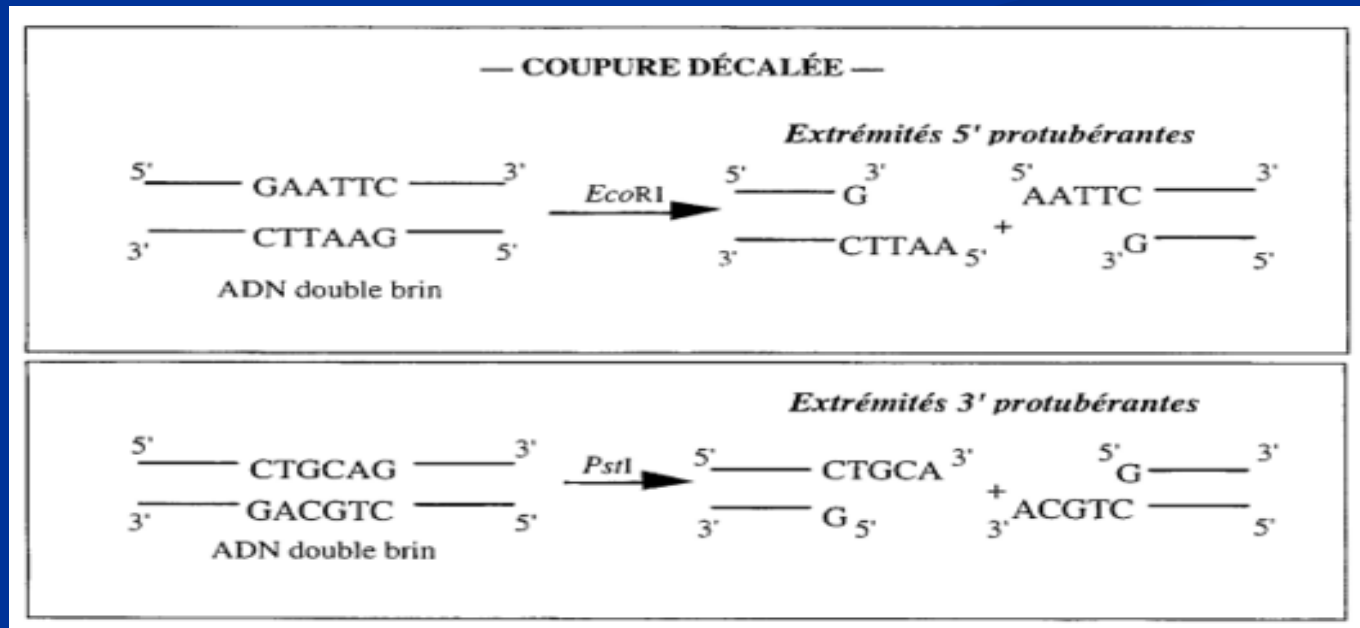 — COUPURE DÉCALÉE —
Extrémités 5' protubérantes
5' GAATTC 3' EcoRI 5' G 3' + 5' AATTC 3'
3' CTTAAG 5' 3' CTTAA 5' 3' G 5'
ADN double brin
Extrémités 3' protubérantes
5' CTGCAG 3' PstI 5' CTGCA 3' + 5' G 3'
3' GACGTC 5' 3' G 5' 3' ACGTC 5'
ADN double brin